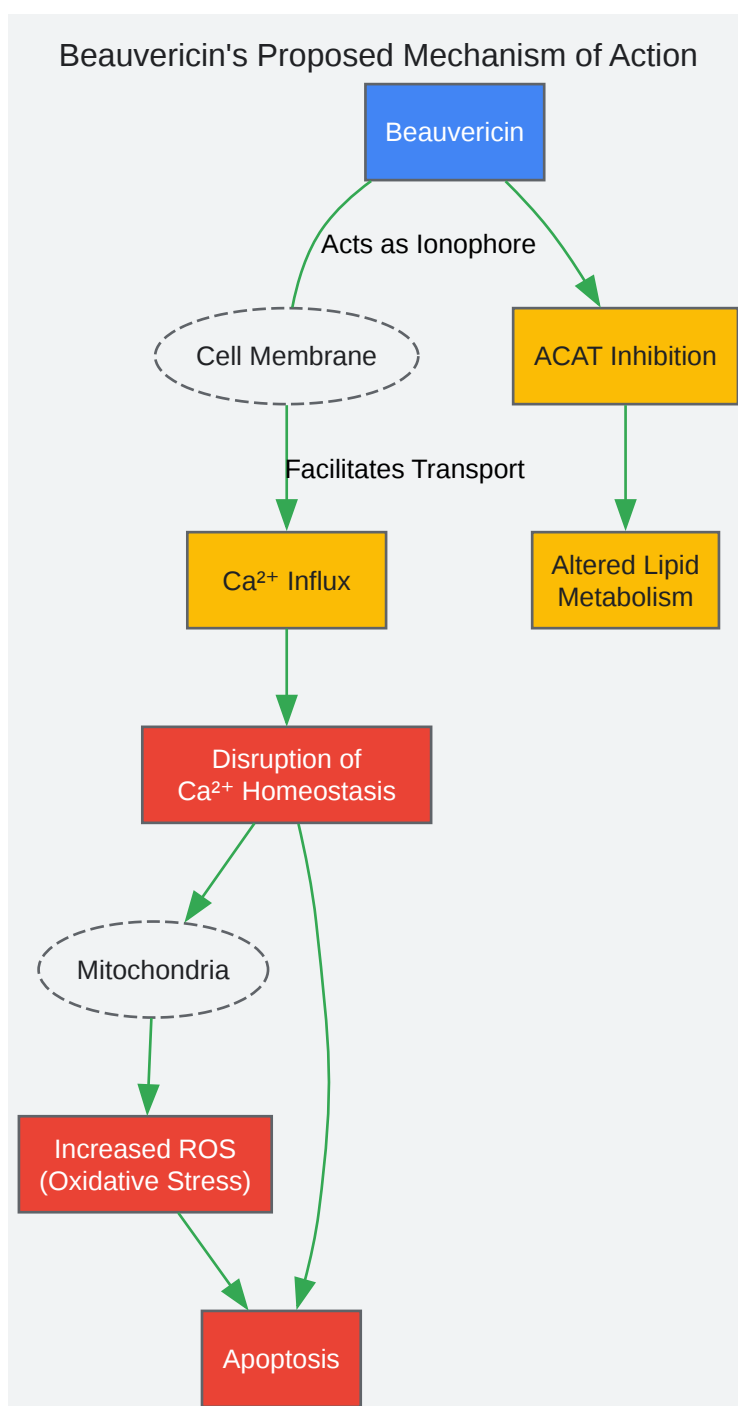 Beauvericin's Proposed Mechanism of Action
Beauvericin
Acts as Ionophore
Cell Membrane
ACAT Inhibition
Facilitates Transport
Ca²⁺ Influx
Altered Lipid
Metabolism
Disruption of
Ca²⁺ Homeostasis
Mitochondria
Increased ROS
(Oxidative Stress)
Apoptosis